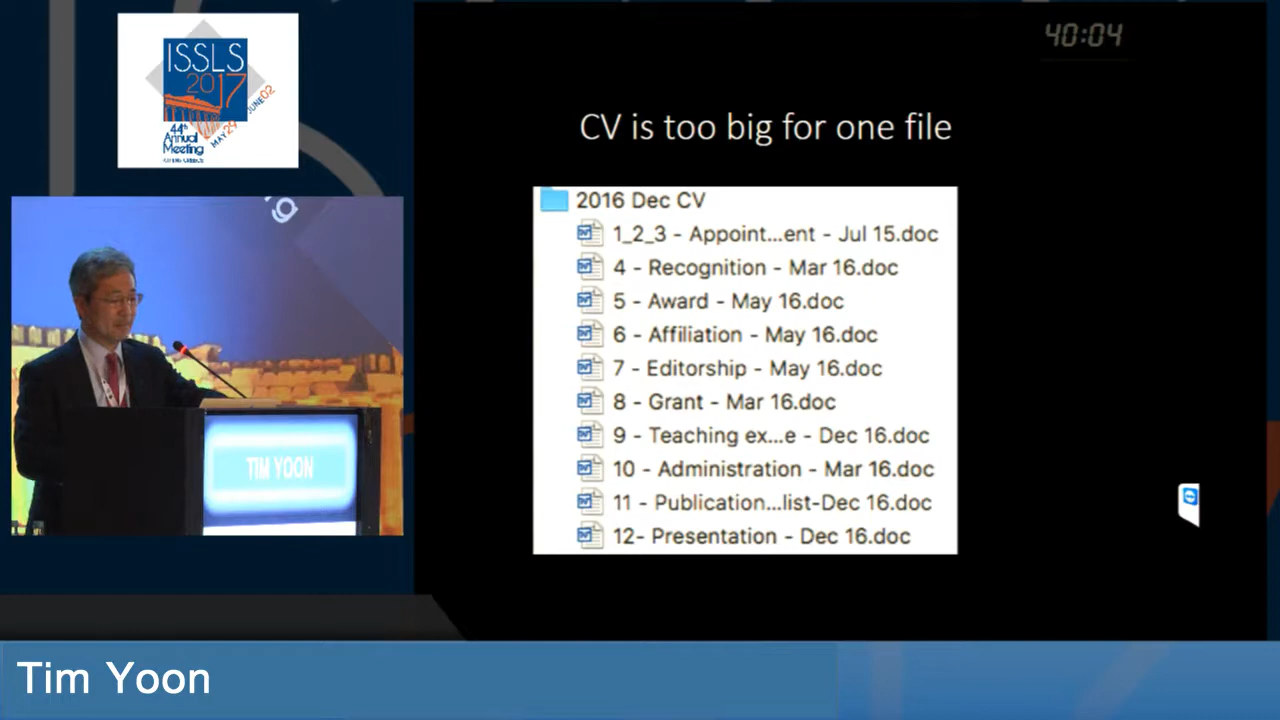 ISSLS
2017
44th
Annual
Meeting
MAY 29
JUNE 02
40:04
CV is too big for one file
2016 Dec CV
1_2_3 - Appoint...ent - Jul 15.doc
4 - Recognition - Mar 16.doc
5 - Award - May 16.doc
6 - Affiliation - May 16.doc
7 - Editorship - May 16.doc
8 - Grant - Mar 16.doc
9 - Teaching ex...e - Dec 16.doc
10 - Administration - Mar 16.doc
11 - Publication...list-Dec 16.doc
12- Presentation - Dec 16.doc
TIM YOON
Tim Yoon